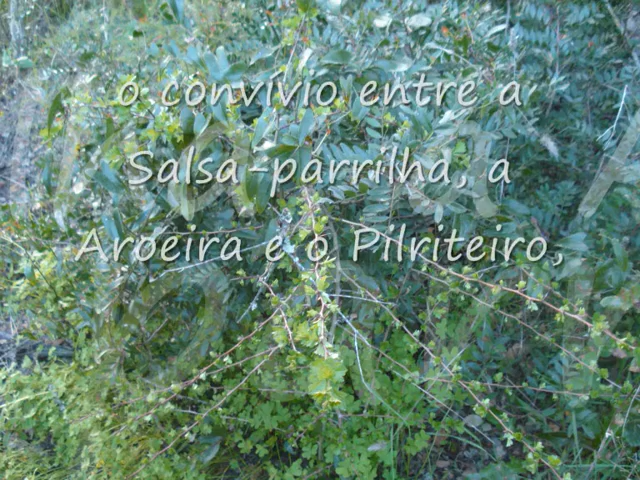 o convívio entre a
Salsa-parrilha, a
Aroeira e o Pilriteiro,